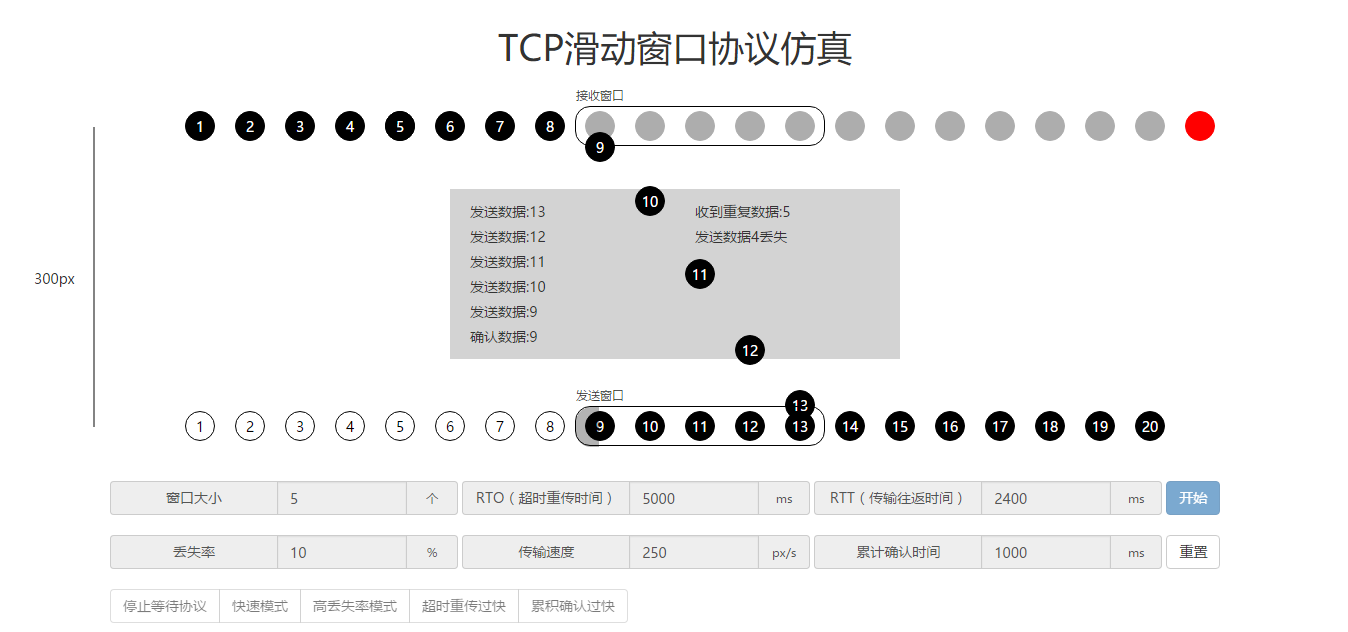 TCP滑动窗口协议仿真
接收窗口
1 2 3 4 5 6 7 8
9
10
发送数据:13 收到重复数据:5
发送数据:12 发送数据4丢失
发送数据:11
11
300px
发送数据:10
发送数据:9
确认数据:9
12
发送窗口
13
1 2 3 4 5 6 7 8 9 10 11 12 13 14 15 16 17 18 19 20
窗口大小 5 个 RTO（超时重传时间） 5000 ms RTT（传输往返时间） 2400 ms 开始
丢失率 10 % 传输速度 250 px/s 累计确认时间 1000 ms 重置
停止等待协议 快速模式 高丢失率模式 超时重传过快 累积确认过快